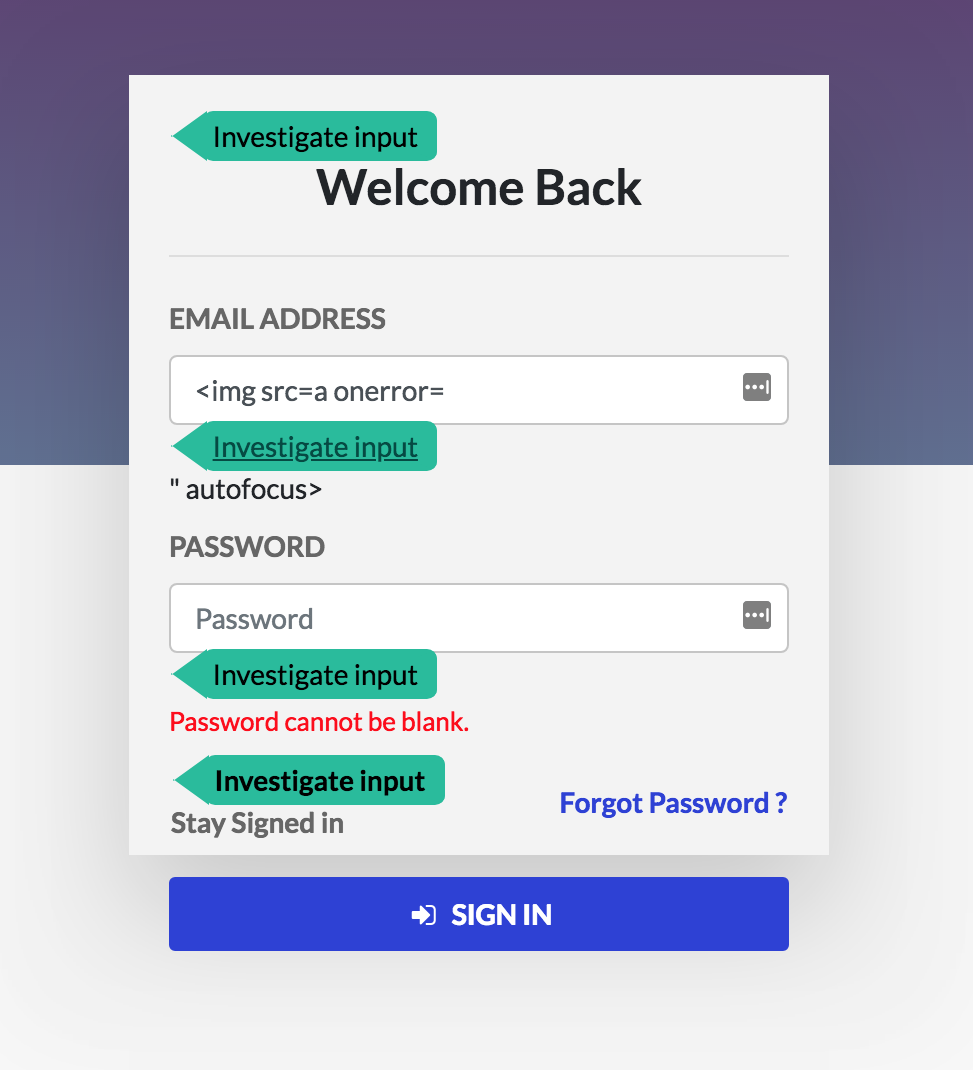 Investigate input
Welcome Back
EMAIL ADDRESS
<img src=a onerror=
Investigate input
" autofocus>
PASSWORD
Password
Investigate input
Password cannot be blank.
Investigate input
Forgot Password ?
Stay Signed in
SIGN IN